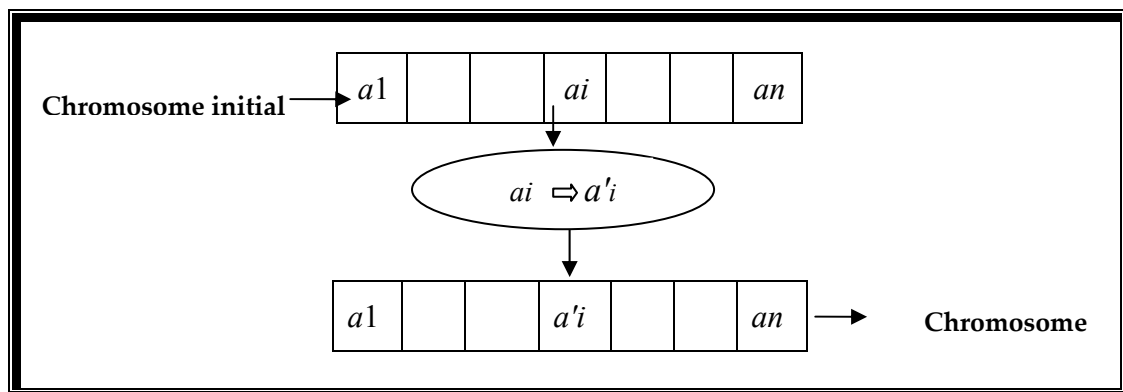 a1 ai an
Chromosome initial
ai ⇨ a'i
a1 a'i an
Chromosome